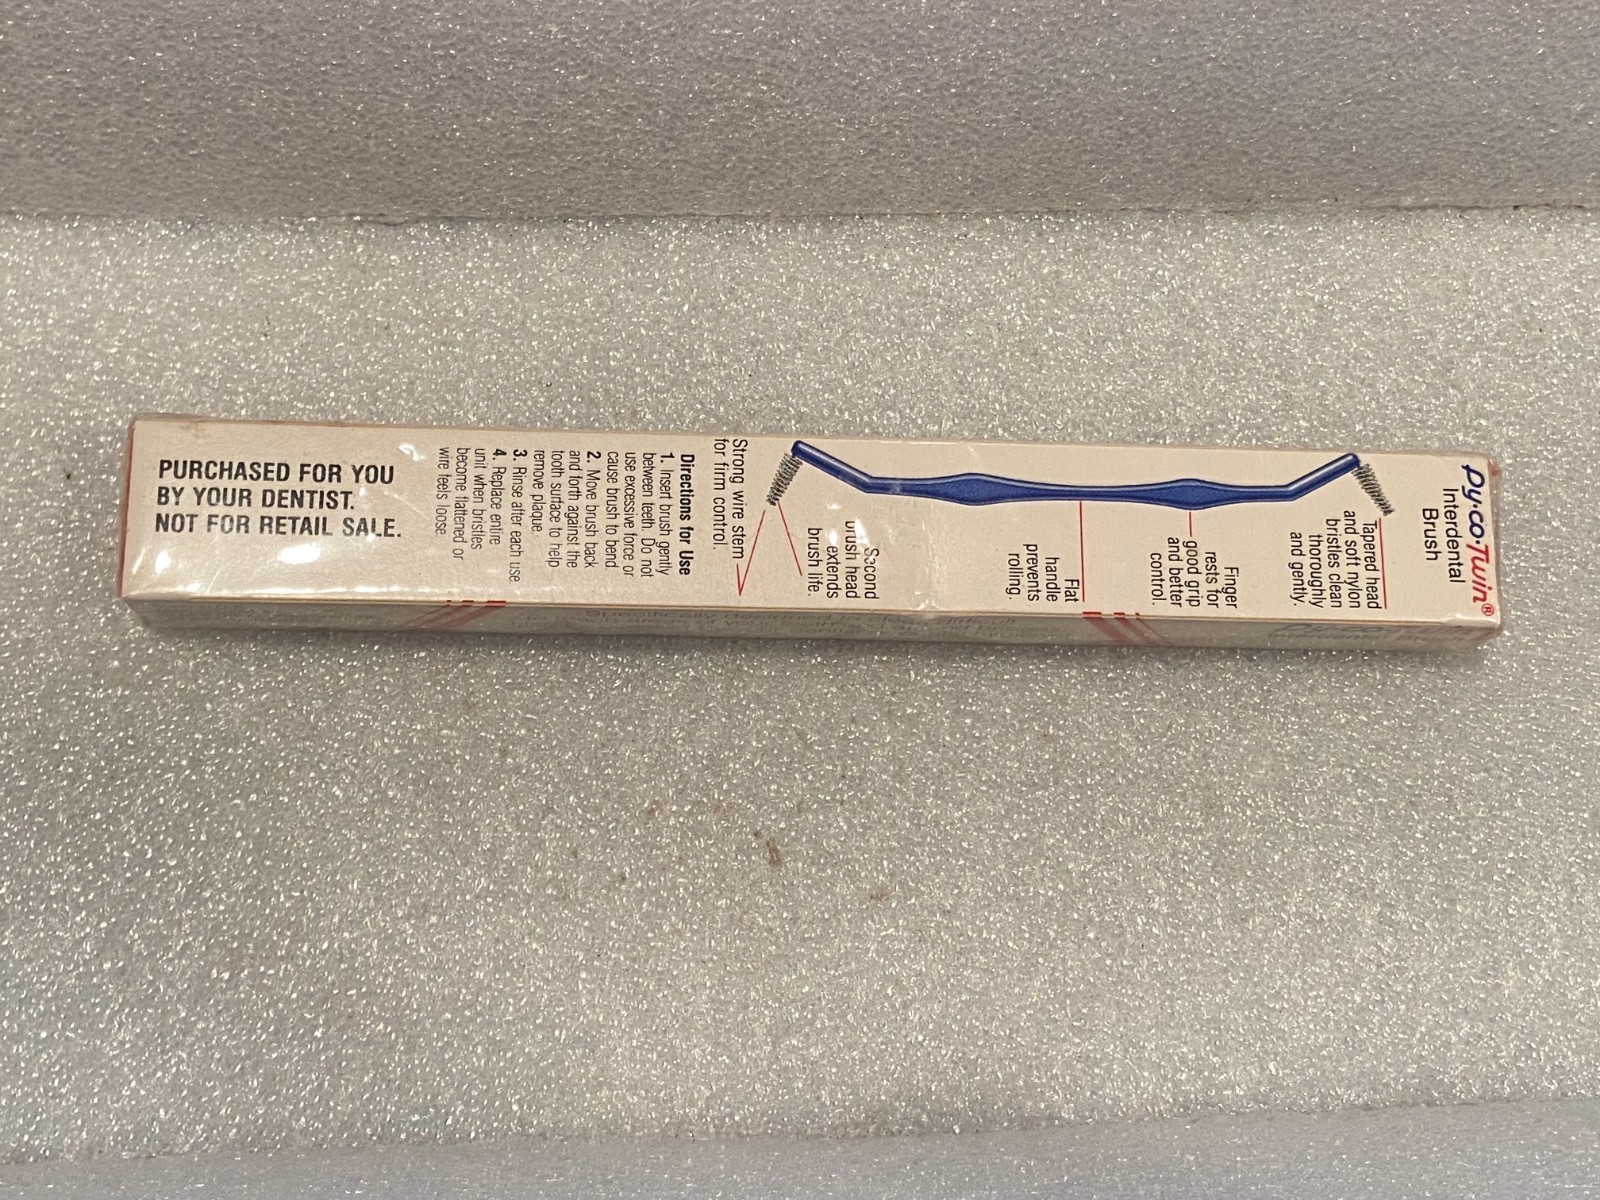 Py·co·Twin®
Interdental
Brush
Tapered head
and soft nylon
bristles clean
thoroughly
and gently.
Finger
rests for
good grip
and better
control.
Flat
handle
prevents
rolling.
Second
brush head
extends
brush life.
Strong wire stem
for firm control.
Directions for Use
1. Insert brush gently
between teeth. Do not
use excessive force or
cause brush to bend.
2. Move brush back
and forth against the
tooth surface to help
remove plaque.
3. Rinse after each use.
4. Replace entire
unit when bristles
become flattened or
wire feels loose.
PURCHASED FOR YOU
BY YOUR DENTIST.
NOT FOR RETAIL SALE.
Specifically designed to clean difficult